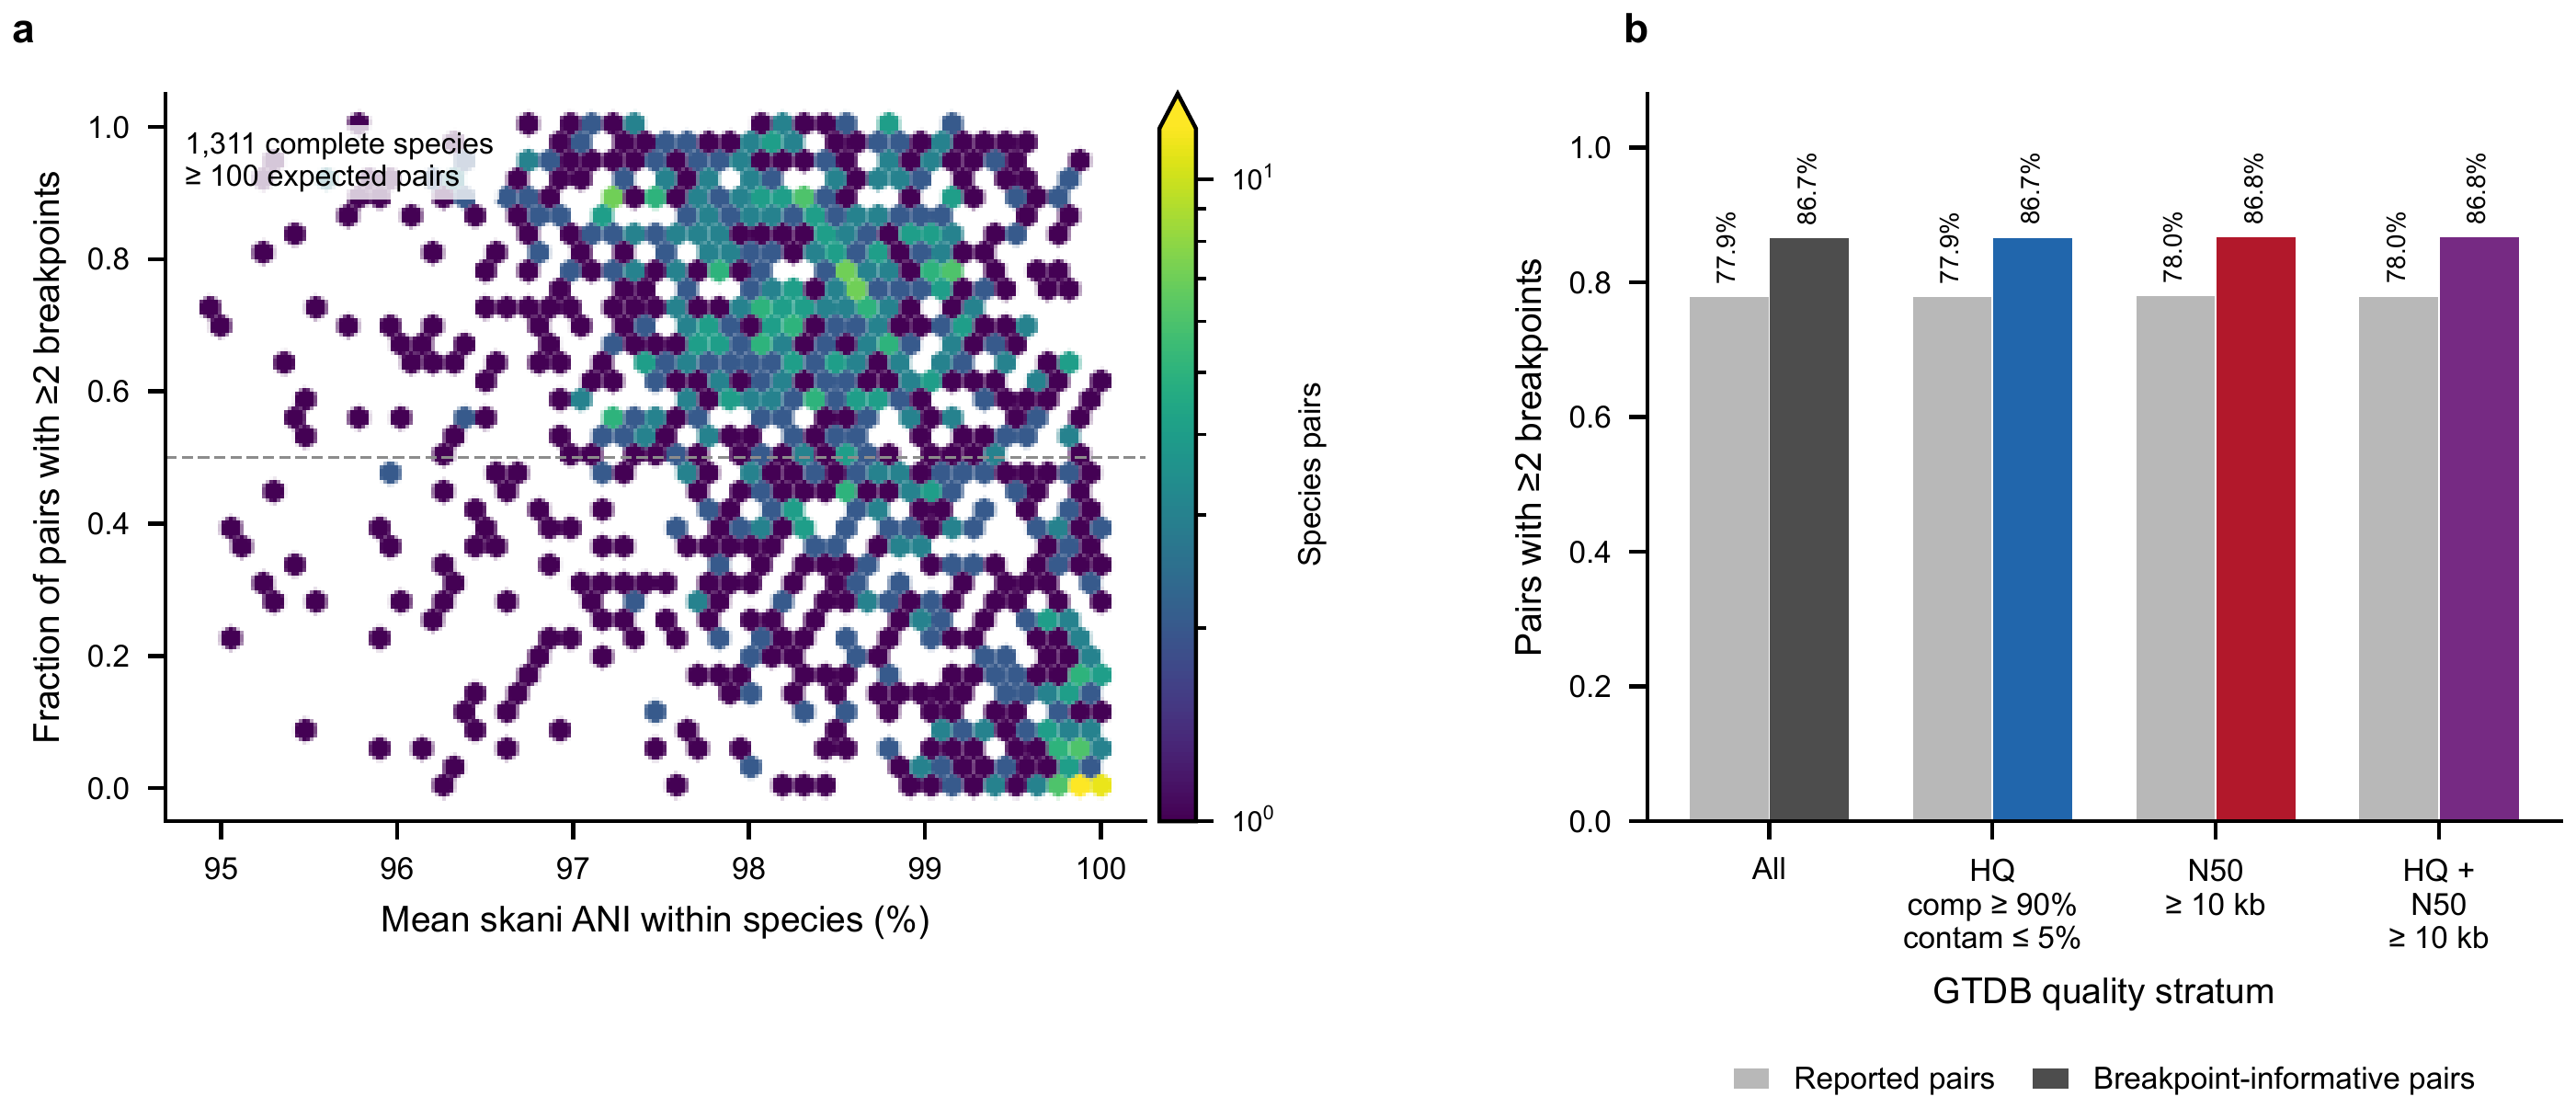 a
1,311 complete species
≥ 100 expected pairs
Fraction of pairs with ≥2 breakpoints
1.0
0.8
0.6
0.4
0.2
0.0
95 96 97 98 99 100
Mean skani ANI within species (%)
10¹
10⁰
Species pairs
b
Pairs with ≥2 breakpoints
1.0
0.8
0.6
0.4
0.2
0.0
77.9% 86.7% 77.9% 86.7% 78.0% 86.8% 78.0% 86.8%
All
HQ
comp ≥ 90%
contam ≤ 5%
N50
≥ 10 kb
HQ +
N50
≥ 10 kb
GTDB quality stratum
Reported pairs Breakpoint-informative pairs